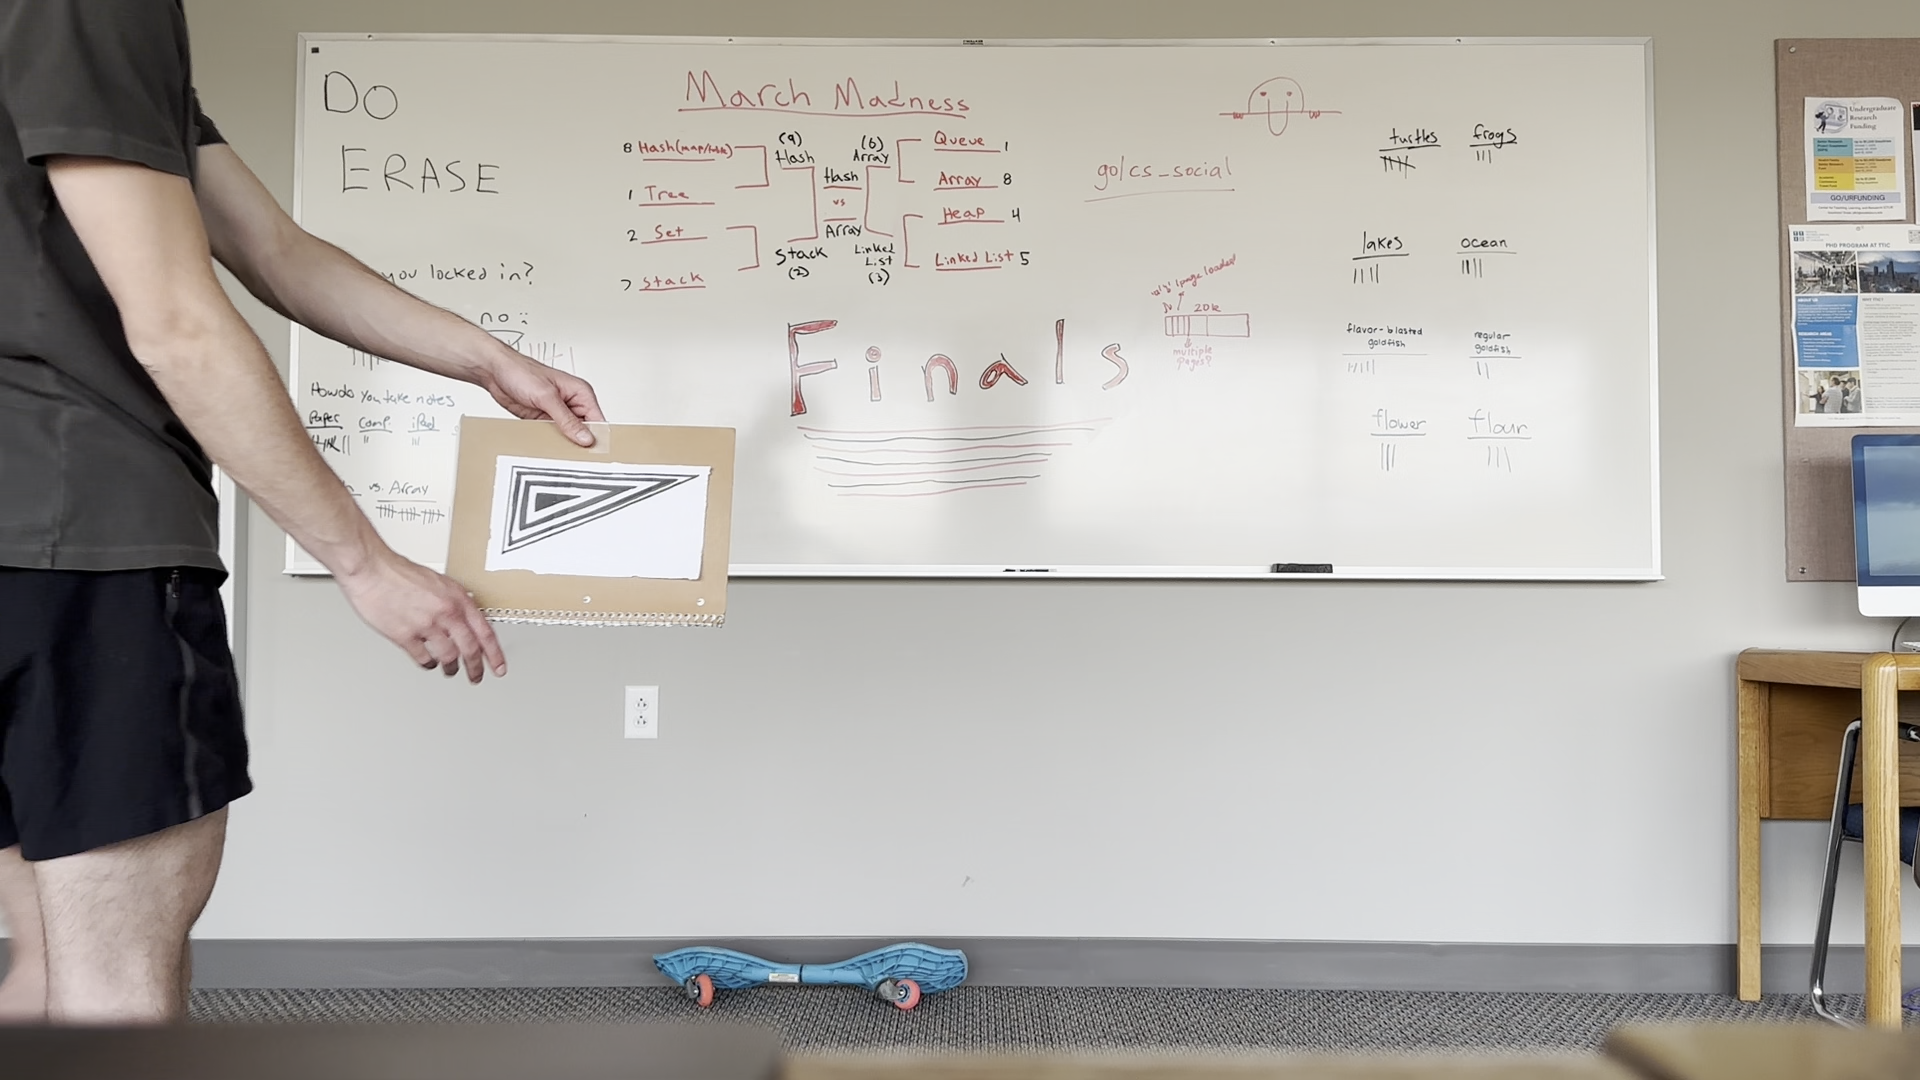 DO
ERASE
you locked in?
no
How do you take notes
Paper Comp. iPad
vs. Array
March Madness
8 Hash(map/table)
1 Tree
2 Set
7 Stack
(9)
Hash
Stack
(2)
Hash
vs
Array
(6)
Array
Linked
List
(3)
Queue 1
Array 8
Heap 4
Linked List 5
Finals
go/cs_social
20k
multiple
pages?
turtles frogs
lakes ocean
flavor-blasted
goldfish
regular
goldfish
flower flour
Undergraduate
Research
Funding
GO/URFUNDING
PHD PROGRAM AT TTIC